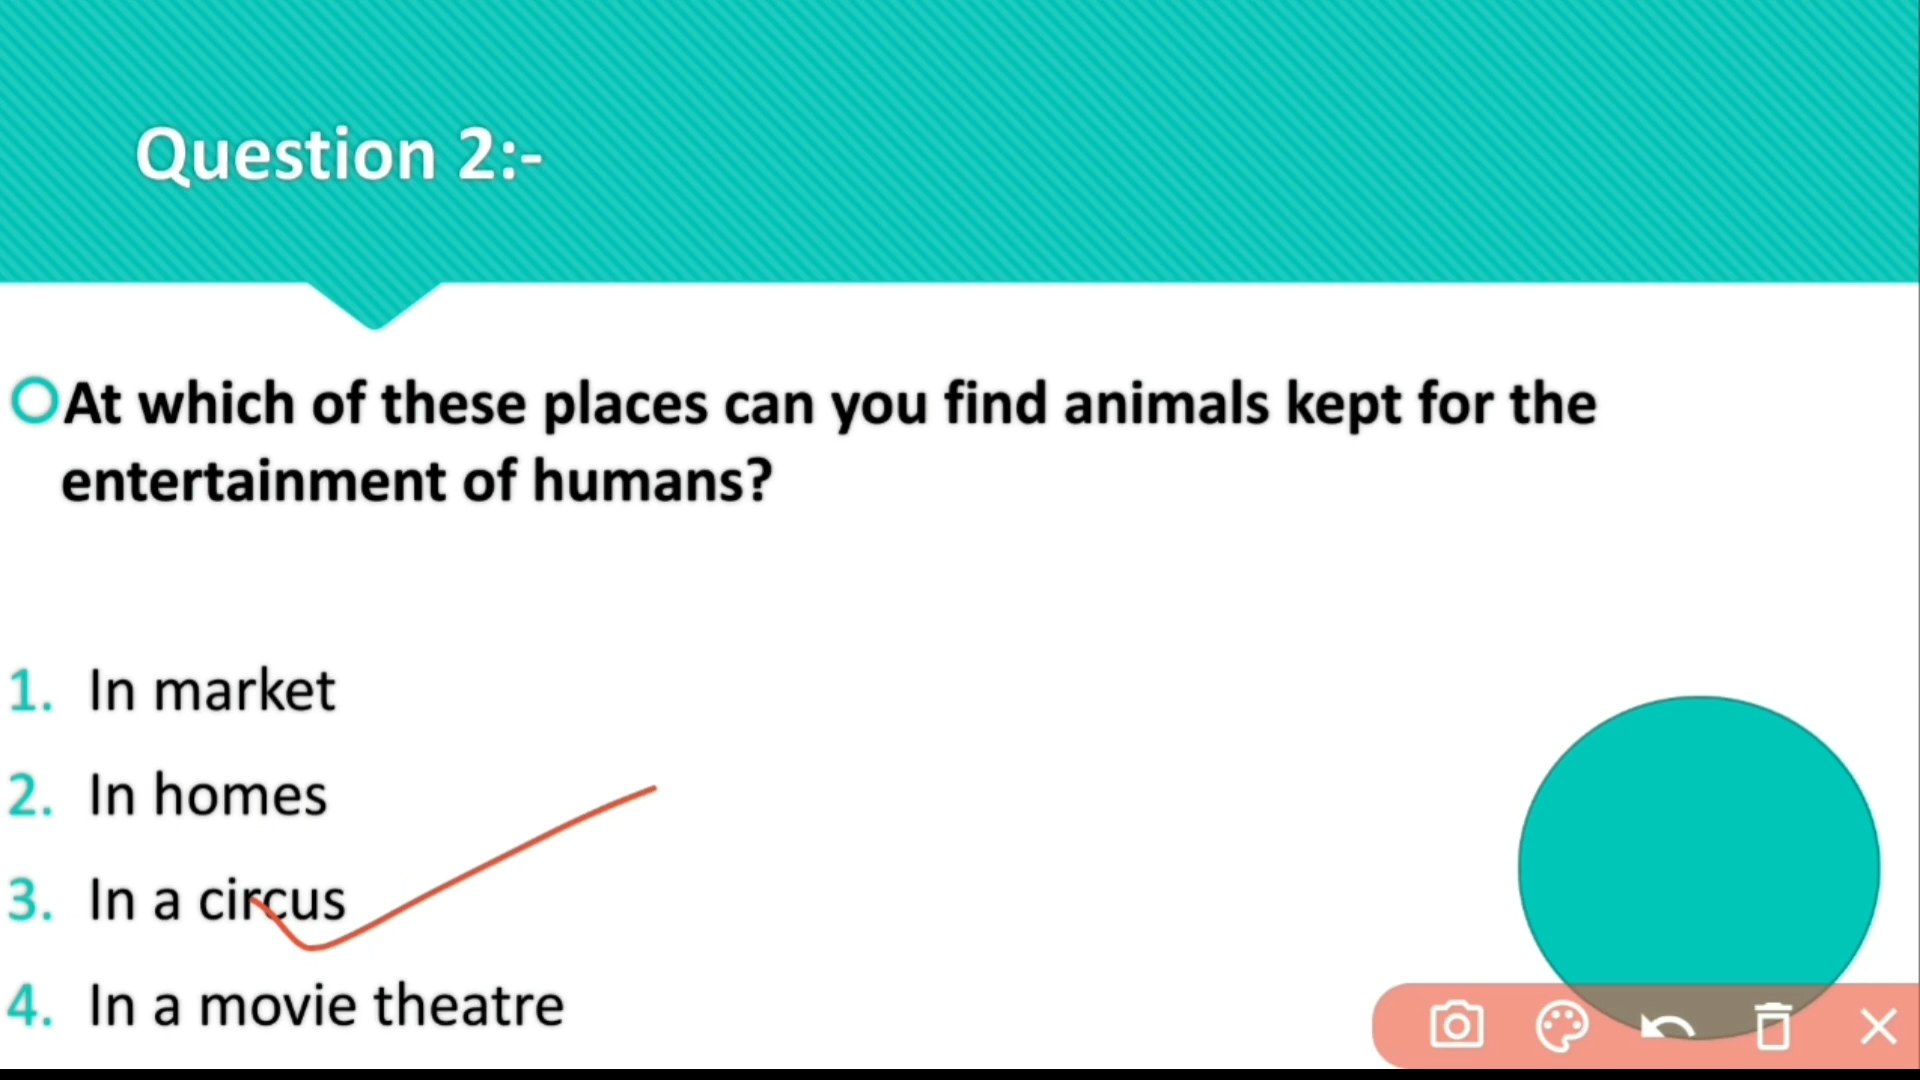 Question 2:-
At which of these places can you find animals kept for the
entertainment of humans?
1. In market
2. In homes
3. In a circus
4. In a movie theatre